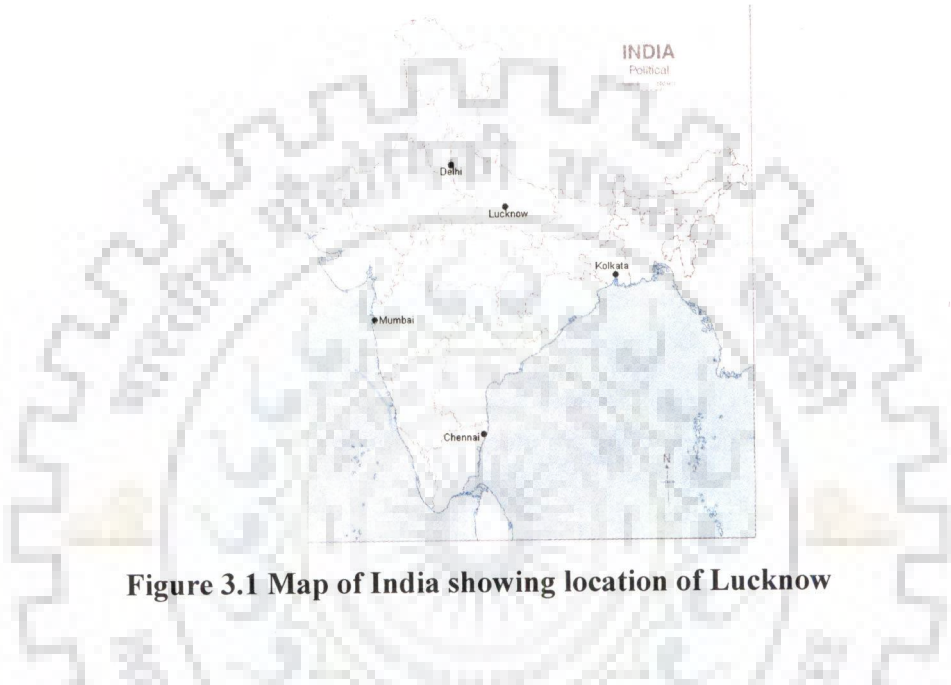 INDIA
Political
Delhi
Lucknow
Kolkata
Mumbai
Chennai
N
Figure 3.1 Map of India showing location of Lucknow